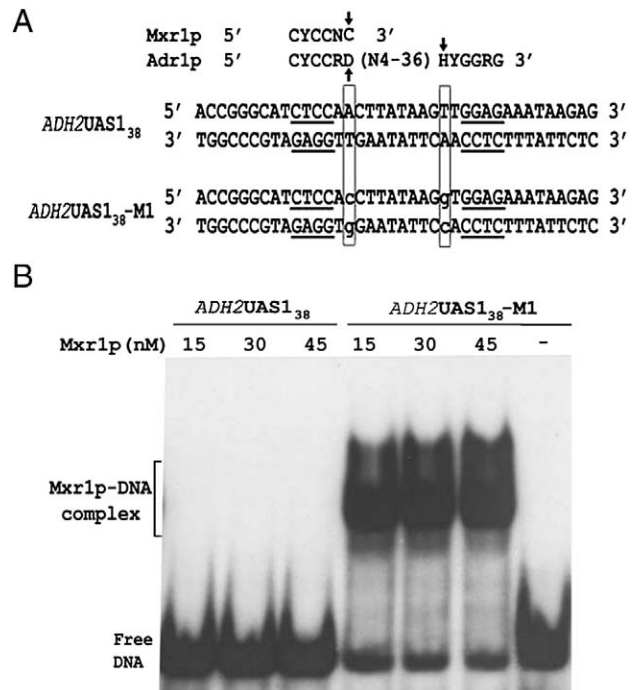 A
Mxr1p 5' CYCCNC 3'
Adr1p 5' CYCCRD (N4-36) HYGGRG 3'
ADH2UAS1₃₈ 5' ACCGGGCATCTCCAACTTATAAGTTGGAGAAATAAGAG 3'
3' TGGCCCGTAGAGGTTGAATATTCAACCTCTTTATTCTC 5'
ADH2UAS1₃₈-M1 5' ACCGGGCATCTCCAcCTTATAAGgTGGAGAAATAAGAG 3'
3' TGGCCCGTAGAGGTgGAATATTCcACCTCTTTATTCTC 5'
B
ADH2UAS1₃₈ ADH2UAS1₃₈-M1
Mxr1p (nM) 15 30 45 15 30 45 -
Mxr1p-DNA
complex
Free
DNA